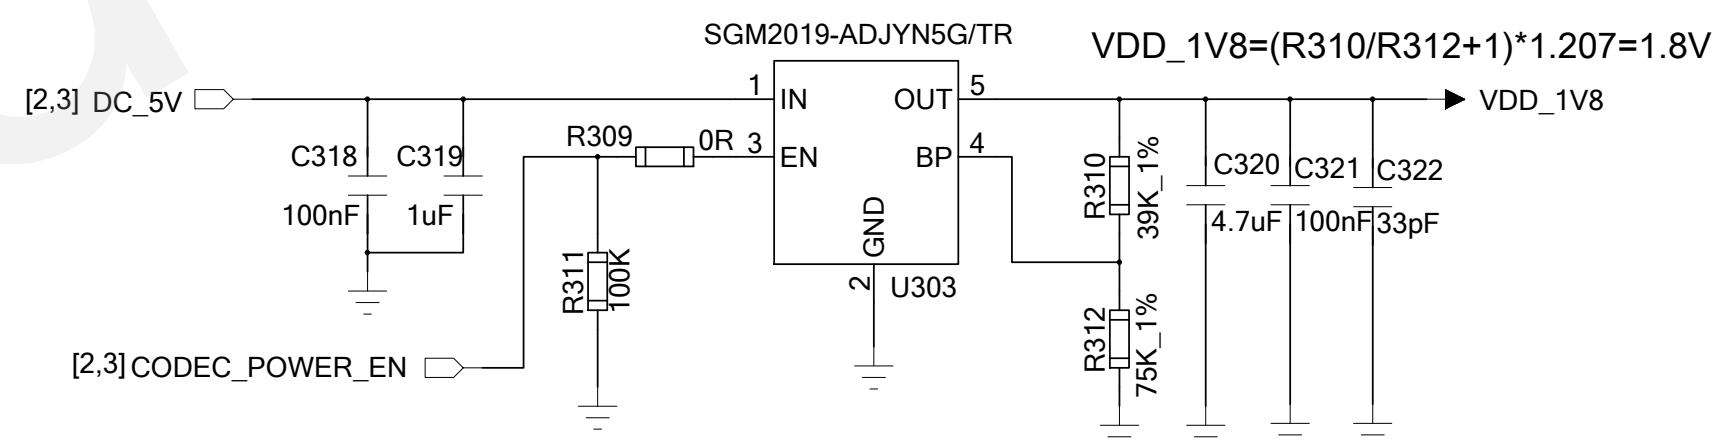 SGM2019-ADJYN5G/TR
VDD_1V8=(R310/R312+1)*1.207=1.8V
[2,3] DC_5V
1
IN
OUT
5
VDD_1V8
R309
0R
3
EN
BP
4
C318
100nF
C319
1uF
R310
39K_1%
C320
4.7uF
C321
100nF
C322
33pF
GND
2
U303
R311
100K
R312
75K_1%
[2,3] CODEC_POWER_EN